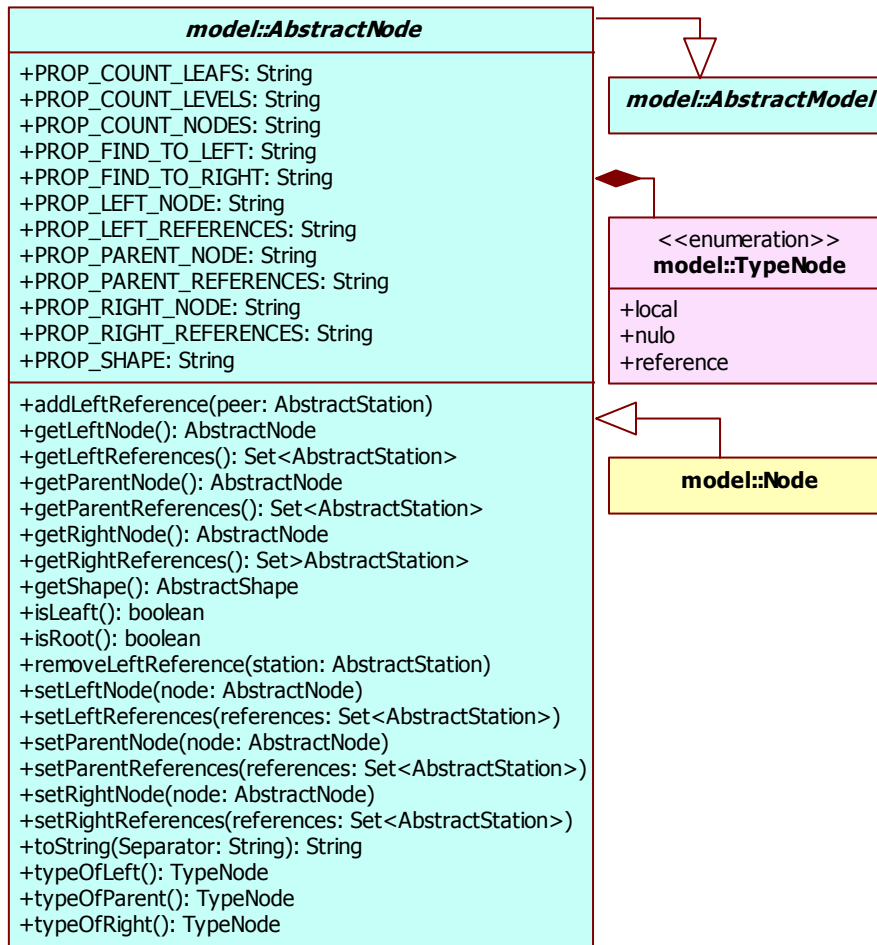 model::AbstractNode
+PROP_COUNT_LEAFS: String
+PROP_COUNT_LEVELS: String
+PROP_COUNT_NODES: String
+PROP_FIND_TO_LEFT: String
+PROP_FIND_TO_RIGHT: String
+PROP_LEFT_NODE: String
+PROP_LEFT_REFERENCES: String
+PROP_PARENT_NODE: String
+PROP_PARENT_REFERENCES: String
+PROP_RIGHT_NODE: String
+PROP_RIGHT_REFERENCES: String
+PROP_SHAPE: String
+addLeftReference(peer: AbstractStation)
+getLeftNode(): AbstractNode
+getLeftReferences(): Set<AbstractStation>
+getParentNode(): AbstractNode
+getParentReferences(): Set<AbstractStation>
+getRightNode(): AbstractNode
+getRightReferences(): Set>AbstractStation>
+getShape(): AbstractShape
+isLeaft(): boolean
+isRoot(): boolean
+removeLeftReference(station: AbstractStation)
+setLeftNode(node: AbstractNode)
+setLeftReferences(references: Set<AbstractStation>)
+setParentNode(node: AbstractNode)
+setParentReferences(references: Set<AbstractStation>)
+setRightNode(node: AbstractNode)
+setRightReferences(references: Set<AbstractStation>)
+toString(Separator: String): String
+typeOfLeft(): TypeNode
+typeOfParent(): TypeNode
+typeOfRight(): TypeNode
model::AbstractModel
<<enumeration>>
model::TypeNode
+local
+nulo
+reference
model::Node